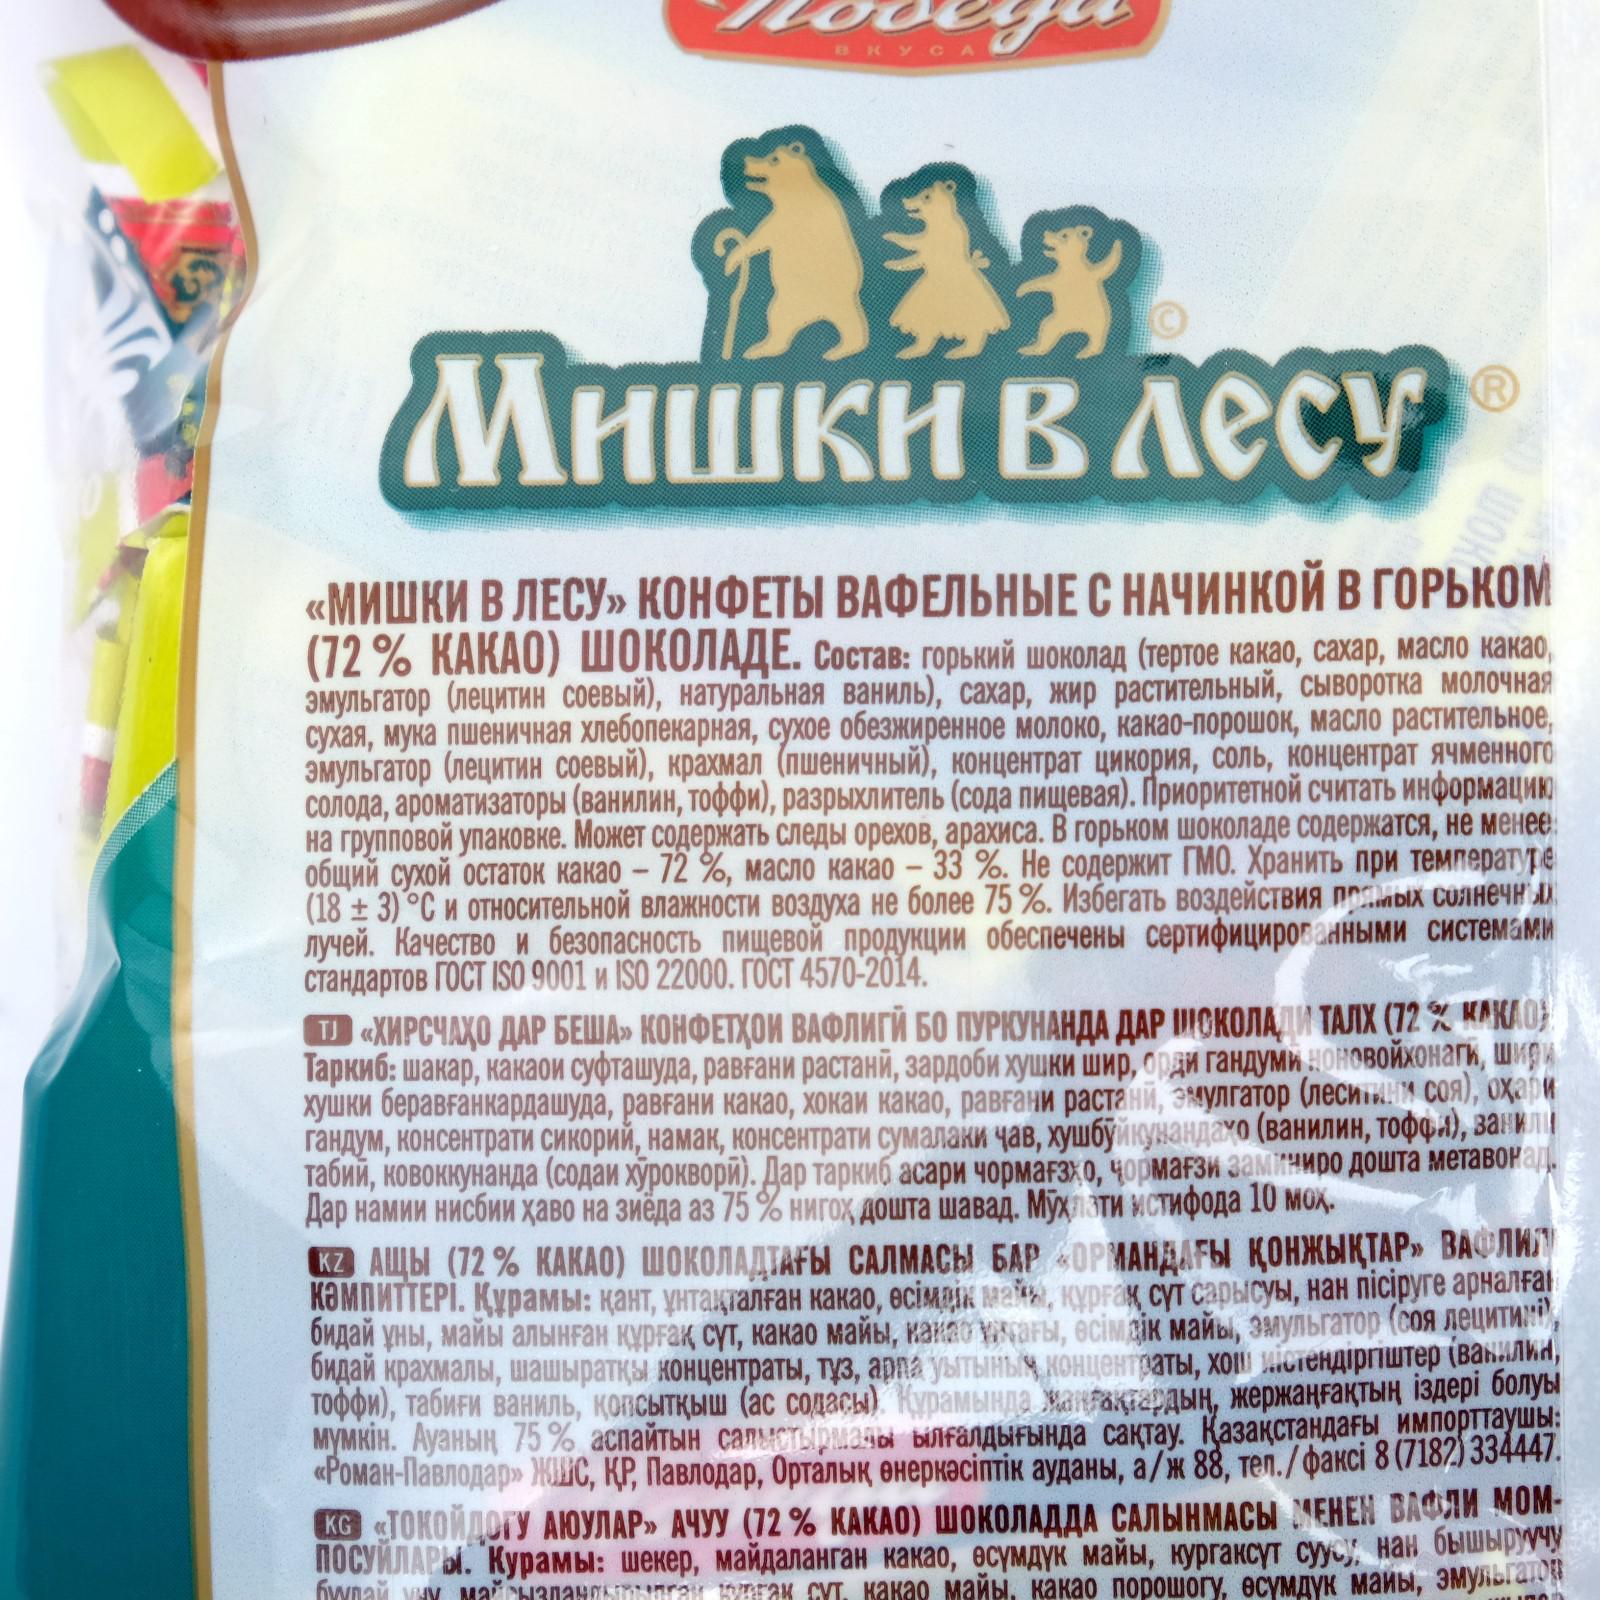 Победа
ВКУСА
©
Мишки в лесу ®
«МИШКИ В ЛЕСУ» КОНФЕТЫ ВАФЕЛЬНЫЕ С НАЧИНКОЙ В ГОРЬКОМ
(72 % КАКАО) ШОКОЛАДЕ. Состав: горький шоколад (тертое какао, сахар, масло какао,
эмульгатор (лецитин соевый), натуральная ваниль), сахар, жир растительный, сыворотка молочная
сухая, мука пшеничная хлебопекарная, сухое обезжиренное молоко, какао-порошок, масло растительное,
эмульгатор (лецитин соевый), крахмал (пшеничный), концентрат цикория, соль, концентрат ячменного
солода, ароматизаторы (ванилин, тоффи), разрыхлитель (сода пищевая). Приоритетной считать информацию
на групповой упаковке. Может содержать следы орехов, арахиса. В горьком шоколаде содержатся, не менее:
общий сухой остаток какао – 72 %, масло какао – 33 %. Не содержит ГМО. Хранить при температуре
(18 ± 3) °С и относительной влажности воздуха не более 75 %. Избегать воздействия прямых солнечных
лучей. Качество и безопасность пищевой продукции обеспечены сертифицированными системами
стандартов ГОСТ ISO 9001 и ISO 22000. ГОСТ 4570-2014.
TJ «ХИРСЧАҲО ДАР БЕША» КОНФЕТҲОИ ВАФЛИГӢ БО ПУРКУНАНДА ДАР ШОКОЛАДИ ТАЛХ (72 % КАКАО).
Таркиб: шакар, какаои суфташуда, равғани растанӣ, зардоби хушки шир, орди гандуми ноновойхонагӣ, шири
хушки беравғанкардашуда, равғани какао, хокаи какао, равғани растанӣ, эмулгатор (леситини соя), оҳари
гандум, консентрати сикорий, намак, консентрати сумалаки ҷав, хушбӯйкунандаҳо (ванилин, тоффи), ванили
табиӣ, ковоккунанда (содаи хӯрокворӣ). Дар таркиб асари чормағзҳо, чормағзи заминиро дошта метавонад.
Дар намии нисбии ҳаво на зиёда аз 75 % нигоҳ дошта шавад. Мӯҳлати истифода 10 моҳ.
KZ АЩЫ (72 % КАКАО) ШОКОЛАДТАҒЫ САЛМАСЫ БАР «ОРМАНДАҒЫ ҚОНЖЫҚТАР» ВАФЛИЛІ
КӘМПИТТЕРІ. Құрамы: қант, ұнтақталған какао, өсімдік майы, құрғақ сүт сарысуы, нан пісіруге арналған
бидай ұны, майы алынған құрғақ сүт, какао майы, какао ұнтағы, өсімдік майы, эмульгатор (соя лецитині),
бидай крахмалы, шашыратқы концентраты, тұз, арпа уытының концентраты, хош иістендіргіштер (ванилин,
тоффи), табиғи ваниль, қопсытқыш (ас содасы). Құрамында жаңғақтардың, жержаңғақтың іздері болуы
мүмкін. Ауаның 75 % аспайтын салыстырмалы ылғалдығында сақтау. Қазақстандағы импорттаушы:
«Роман-Павлодар» ЖШС, ҚР, Павлодар, Орталық өнеркәсіптік ауданы, а/ж 88, тел./факсі 8 (7182) 334447.
KG «ТОКОЙДОГУ АЮУЛАР» АЧУУ (72 % КАКАО) ШОКОЛАДДА САЛЫНМАСЫ МЕНЕН ВАФЛИ МОМ-
ПОСУЙЛАРЫ. Курамы: шекер, майдаланган какао, өсүмдүк майы, кургаксүт суусу, нан бышыруучу
буудай уну, майсыздандырылган кургак сүт, какао майы, какао порошогу, өсүмдүк майы, эмульгатор